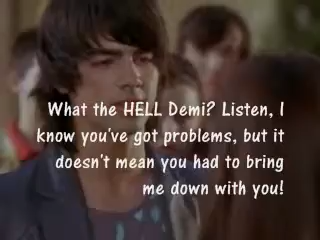 What the HELL Demi? Listen, I
know you've got problems, but it
doesn't mean you had to bring
me down with you!